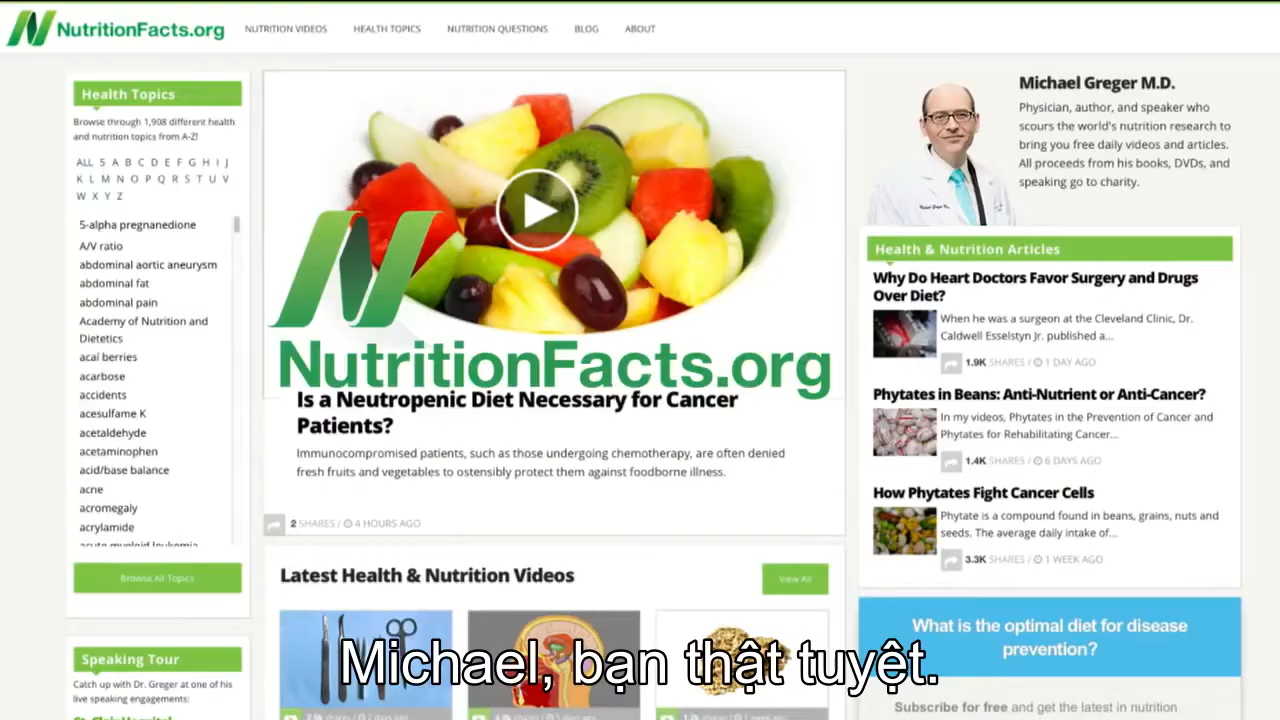 NutritionFacts.org
NUTRITION VIDEOS
HEALTH TOPICS
NUTRITION QUESTIONS
BLOG
ABOUT
Health Topics
Browse through 1,908 different health
and nutrition topics from A-Z!
ALL 5 A B C D E F G H I J
K L M N O P Q R S T U V
W X Y Z
5-alpha pregnanedione
A/V ratio
abdominal aortic aneurysm
abdominal fat
abdominal pain
Academy of Nutrition and
Dietetics
acai berries
acarbose
accidents
acesulfame K
acetaldehyde
acetaminophen
acid/base balance
acne
acromegaly
acrylamide
acute myeloid leukemia
Browse All Topics
Speaking Tour
Catch up with Dr. Greger at one of his
live speaking engagements:
St. Clair Hospital
NutritionFacts.org
Is a Neutropenic Diet Necessary for Cancer
Patients?
Immunocompromised patients, such as those undergoing chemotherapy, are often denied
fresh fruits and vegetables to ostensibly protect them against foodborne illness.
2 SHARES / 4 HOURS AGO
Latest Health & Nutrition Videos
View All
Michael Greger M.D.
Physician, author, and speaker who
scours the world's nutrition research to
bring you free daily videos and articles.
All proceeds from his books, DVDs, and
speaking go to charity.
Health & Nutrition Articles
Why Do Heart Doctors Favor Surgery and Drugs
Over Diet?
When he was a surgeon at the Cleveland Clinic, Dr.
Caldwell Esselstyn Jr. published a...
1.9K SHARES / 1 DAY AGO
Phytates in Beans: Anti-Nutrient or Anti-Cancer?
In my videos, Phytates in the Prevention of Cancer and
Phytates for Rehabilitating Cancer...
1.4K SHARES / 6 DAYS AGO
How Phytates Fight Cancer Cells
Phytate is a compound found in beans, grains, nuts and
seeds. The average daily intake of...
3.3K SHARES / 1 WEEK AGO
What is the optimal diet for disease
prevention?
Subscribe for free and get the latest in nutrition
Michael, bạn thật tuyệt.